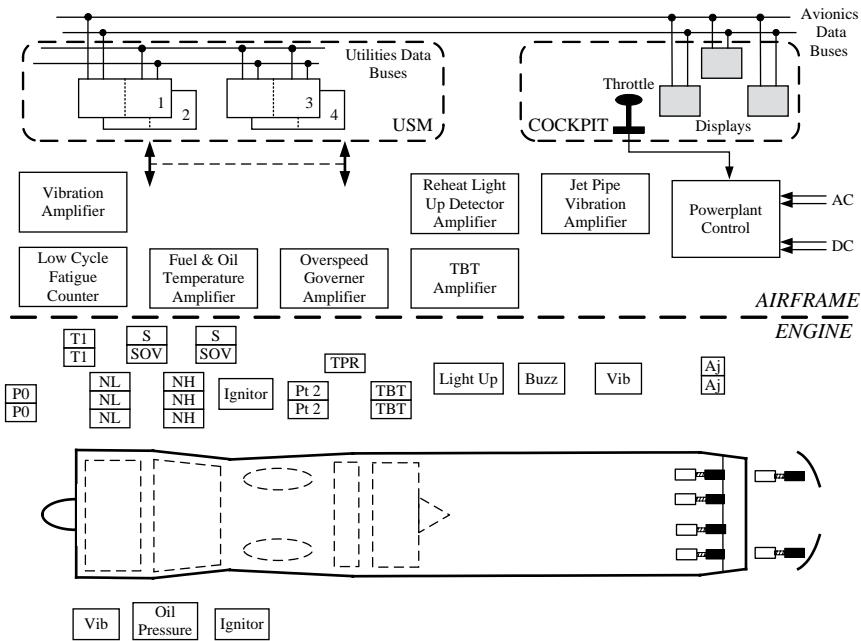 Avionics
Data
Buses
Utilities Data
Buses
1
2
3
4
USM
Throttle
COCKPIT
Displays
Vibration
Amplifier
Reheat Light
Up Detector
Amplifier
Jet Pipe
Vibration
Amplifier
Powerplant
Control
AC
DC
Low Cycle
Fatigue
Counter
Fuel & Oil
Temperature
Amplifier
Overspeed
Governer
Amplifier
TBT
Amplifier
AIRFRAME
ENGINE
T1
T1
S
SOV
S
SOV
TPR
P0
P0
NL
NL
NL
NH
NH
NH
Ignitor
Pt 2
Pt 2
TBT
TBT
Light Up
Buzz
Vib
Aj
Aj
Vib
Oil
Pressure
Ignitor